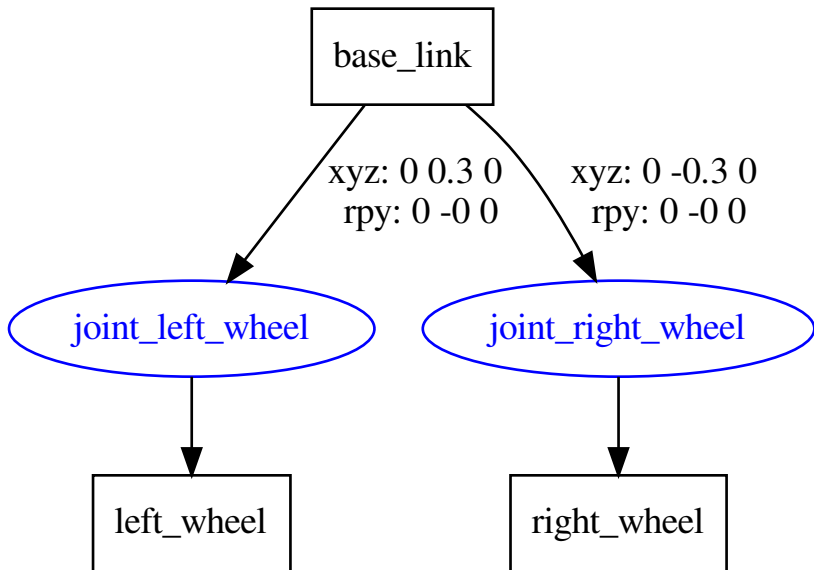 base_link
xyz: 0 0.3 0
rpy: 0 -0 0
xyz: 0 -0.3 0
rpy: 0 -0 0
joint_left_wheel
joint_right_wheel
left_wheel
right_wheel